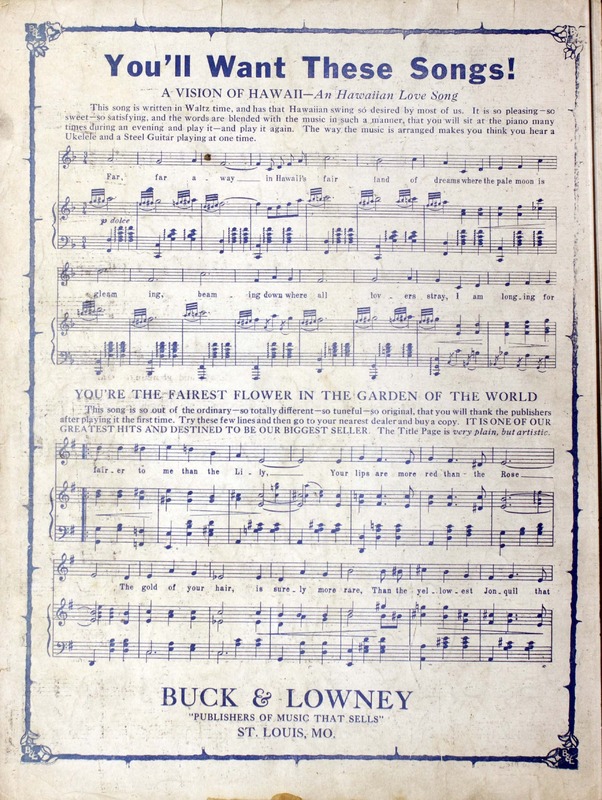 You'll Want These Songs!
A VISION OF HAWAII—An Hawaiian Love Song
This song is written in Waltz time, and has that Hawaiian swing so desired by most of us. It is so pleasing—so
sweet—so satisfying, and the words are blended with the music in such a manner, that you will sit at the piano many
times during an evening and play it—and play it again. The way the music is arranged makes you think you hear a
Ukelele and a Steel Guitar playing at one time.
Far, far a - way — in Hawaii's fair land of dreams where the pale moon is
p dolce
gleam - ing, beam - ing down where all lov - ers stray, I am long - ing for
YOU'RE THE FAIREST FLOWER IN THE GARDEN OF THE WORLD
This song is so out of the ordinary—so totally different—so tuneful—so original, that you will thank the publishers
after playing it the first time. Try these few lines and then go to your nearest dealer and buy a copy. IT IS ONE OF OUR
GREATEST HITS AND DESTINED TO BE OUR BIGGEST SELLER. The Title Page is very plain, but artistic.
fair - er to me than the Li - ly, Your lips are more red than the Rose
The gold of your hair, is sure - ly more rare, Than the yel - low - est Jon - quil that
BUCK & LOWNEY
"PUBLISHERS OF MUSIC THAT SELLS"
ST. LOUIS, MO.